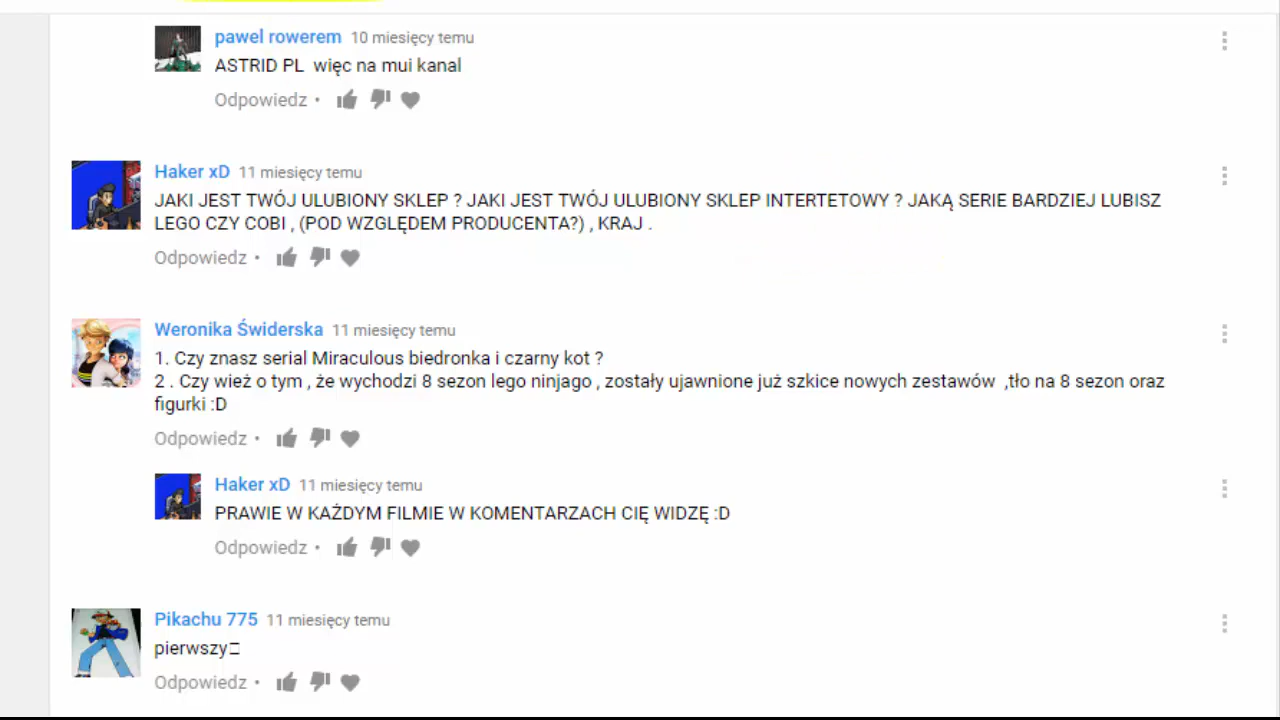 pawel rowerem 10 miesięcy temu
ASTRID PL więc na mui kanal
Odpowiedz •
Haker xD 11 miesięcy temu
JAKI JEST TWÓJ ULUBIONY SKLEP ? JAKI JEST TWÓJ ULUBIONY SKLEP INTERTETOWY ? JAKĄ SERIE BARDZIEJ LUBISZ
LEGO CZY COBI , (POD WZGLĘDEM PRODUCENTA?) , KRAJ .
Odpowiedz •
Weronika Świderska 11 miesięcy temu
1. Czy znasz serial Miraculous biedronka i czarny kot ?
2 . Czy wież o tym , że wychodzi 8 sezon lego ninjago , zostały ujawnione już szkice nowych zestawów ,tło na 8 sezon oraz
figurki :D
Odpowiedz •
Haker xD 11 miesięcy temu
PRAWIE W KAŻDYM FILMIE W KOMENTARZACH CIĘ WIDZĘ :D
Odpowiedz •
Pikachu 775 11 miesięcy temu
pierwszy
Odpowiedz •